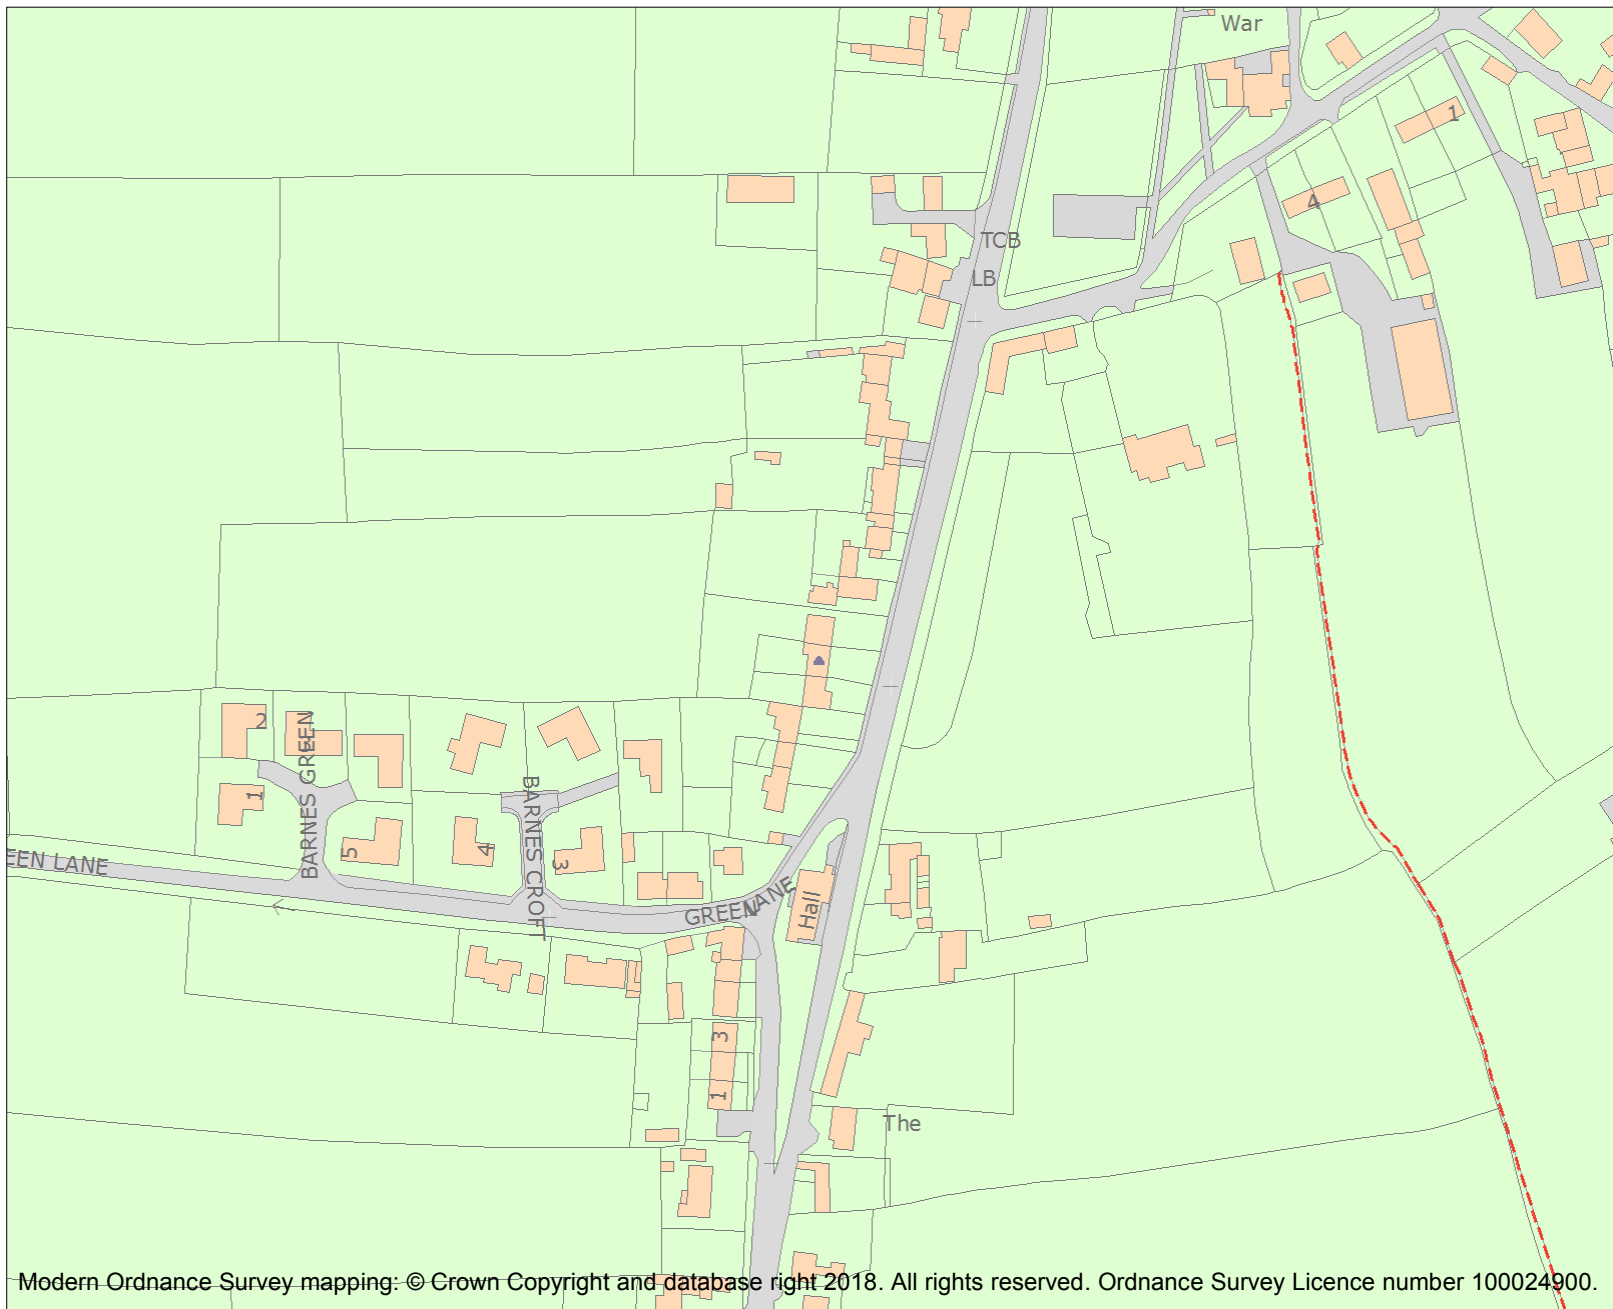 War
1
4
TCB
LB
2
BARNES GREEN
1
5
BARNES CROFT
4
3
EEN LANE
GREEN LANE
Hall
3
1
The
Modern Ordnance Survey mapping: © Crown Copyright and database right 2018. All rights reserved. Ordnance Survey Licence number 100024900.